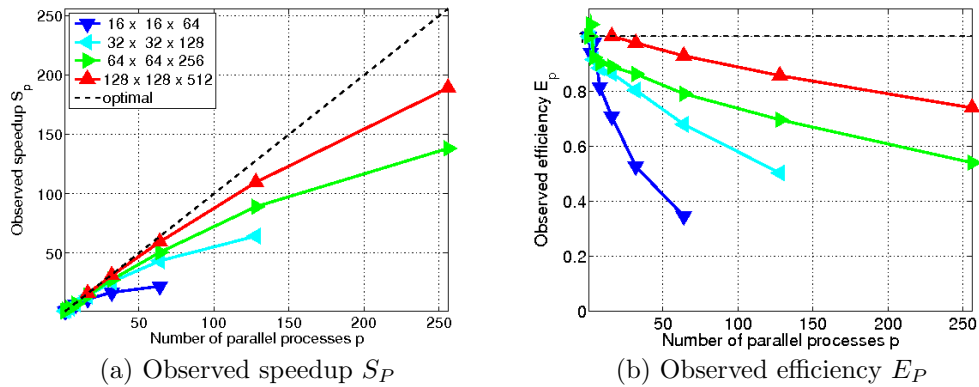 Observed speedup S_p
250
200
150
100
50
16 x 16 x 64
32 x 32 x 128
64 x 64 x 256
128 x 128 x 512
optimal
50 100 150 200 250
Number of parallel processes p
(a) Observed speedup S_P
Observed efficiency E_p
1
0.8
0.6
0.4
0.2
0
50 100 150 200 250
Number of parallel processes p
(b) Observed efficiency E_P